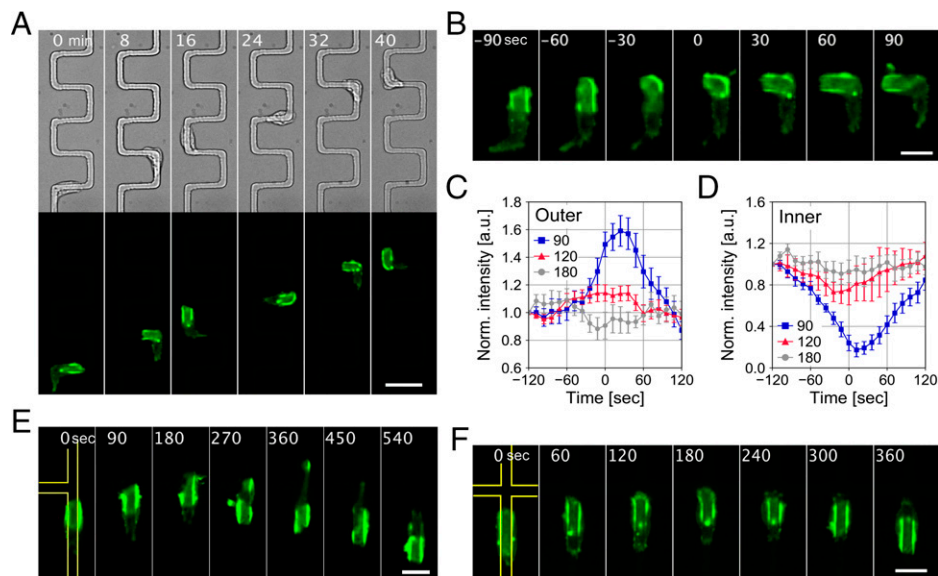 A
0 min 8 16 24 32 40
B
−90 sec −60 −30 0 30 60 90
C
Outer
90
120
180
Norm. intensity [a.u.]
1.8
1.6
1.4
1.2
1.0
0.8
0.6
−120 −60 0 60 120
Time [sec]
D
Inner
90
120
180
Norm. intensity [a.u.]
1.6
1.2
0.8
0.4
0.0
−120 −60 0 60 120
Time [sec]
E
0 sec 90 180 270 360 450 540
F
0 sec 60 120 180 240 300 360